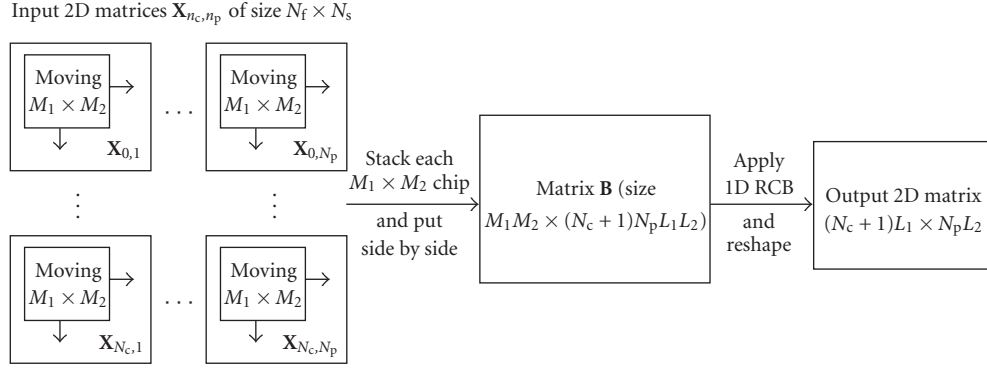 Input 2D matrices X_{n_c,n_p} of size N_f × N_s
Moving
M_1 × M_2
X_{0,1}
. . .
Moving
M_1 × M_2
X_{0,N_p}
Moving
M_1 × M_2
X_{N_c,1}
. . .
Moving
M_1 × M_2
X_{N_c,N_p}
Stack each
M_1 × M_2 chip
and put
side by side
Matrix B (size
M_1M_2 × (N_c + 1)N_pL_1L_2)
Apply
1D RCB
and
reshape
Output 2D matrix
(N_c + 1)L_1 × N_pL_2